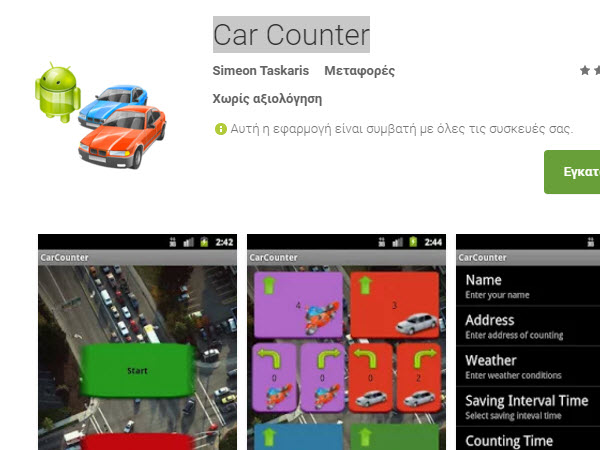 Car Counter
Simeon Taskaris Μεταφορές
Χωρίς αξιολόγηση
Αυτή η εφαρμογή είναι συμβατή με όλες τις συσκευές σας.
2:42
CarCounter
Start
2:44
CarCounter
4
3
0
0
0
2
CarCounter
Name
Enter your name
Address
Enter address of counting
Weather
Enter weather conditions
Saving Interval Time
Select saving inteval time
Counting Time